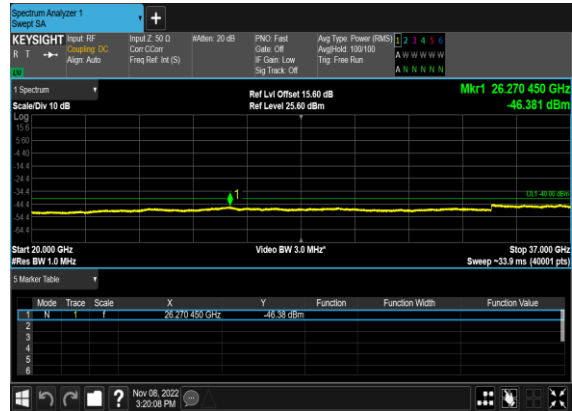 Spectrum Analyzer 1
Swept SA
+
KEYSIGHT Input: RF Input Z: 50 Ω #Atten: 20 dB PNO: Fast Avg Type: Power (RMS) 1 2 3 4 5 6
R T Coupling: DC Corr CCorr Gate: Off Avg|Hold: 100/100 A W W W W W
Align: Auto Freq Ref: Int (S) IF Gain: Low Trig: Free Run
Sig Track: Off A N N N N N
1 Spectrum Ref Lvl Offset 15.60 dB Mkr1 26.270 450 GHz
Scale/Div 10 dB Ref Level 25.60 dBm -46.381 dBm
Log
15.6
5.60
-4.40
-14.4
-24.4
-34.4
1
DL1 -40.00 dBm
-44.4
-54.4
-64.4
Start 20.000 GHz Video BW 3.0 MHz* Stop 37.000 GHz
#Res BW 1.0 MHz Sweep ~33.9 ms (40001 pts)
5 Marker Table
Mode Trace Scale X Y Function Function Width Function Value
1 N 1 f 26.270 450 GHz -46.38 dBm
2
3
4
5
6
? Nov 08, 2022
3:20:08 PM